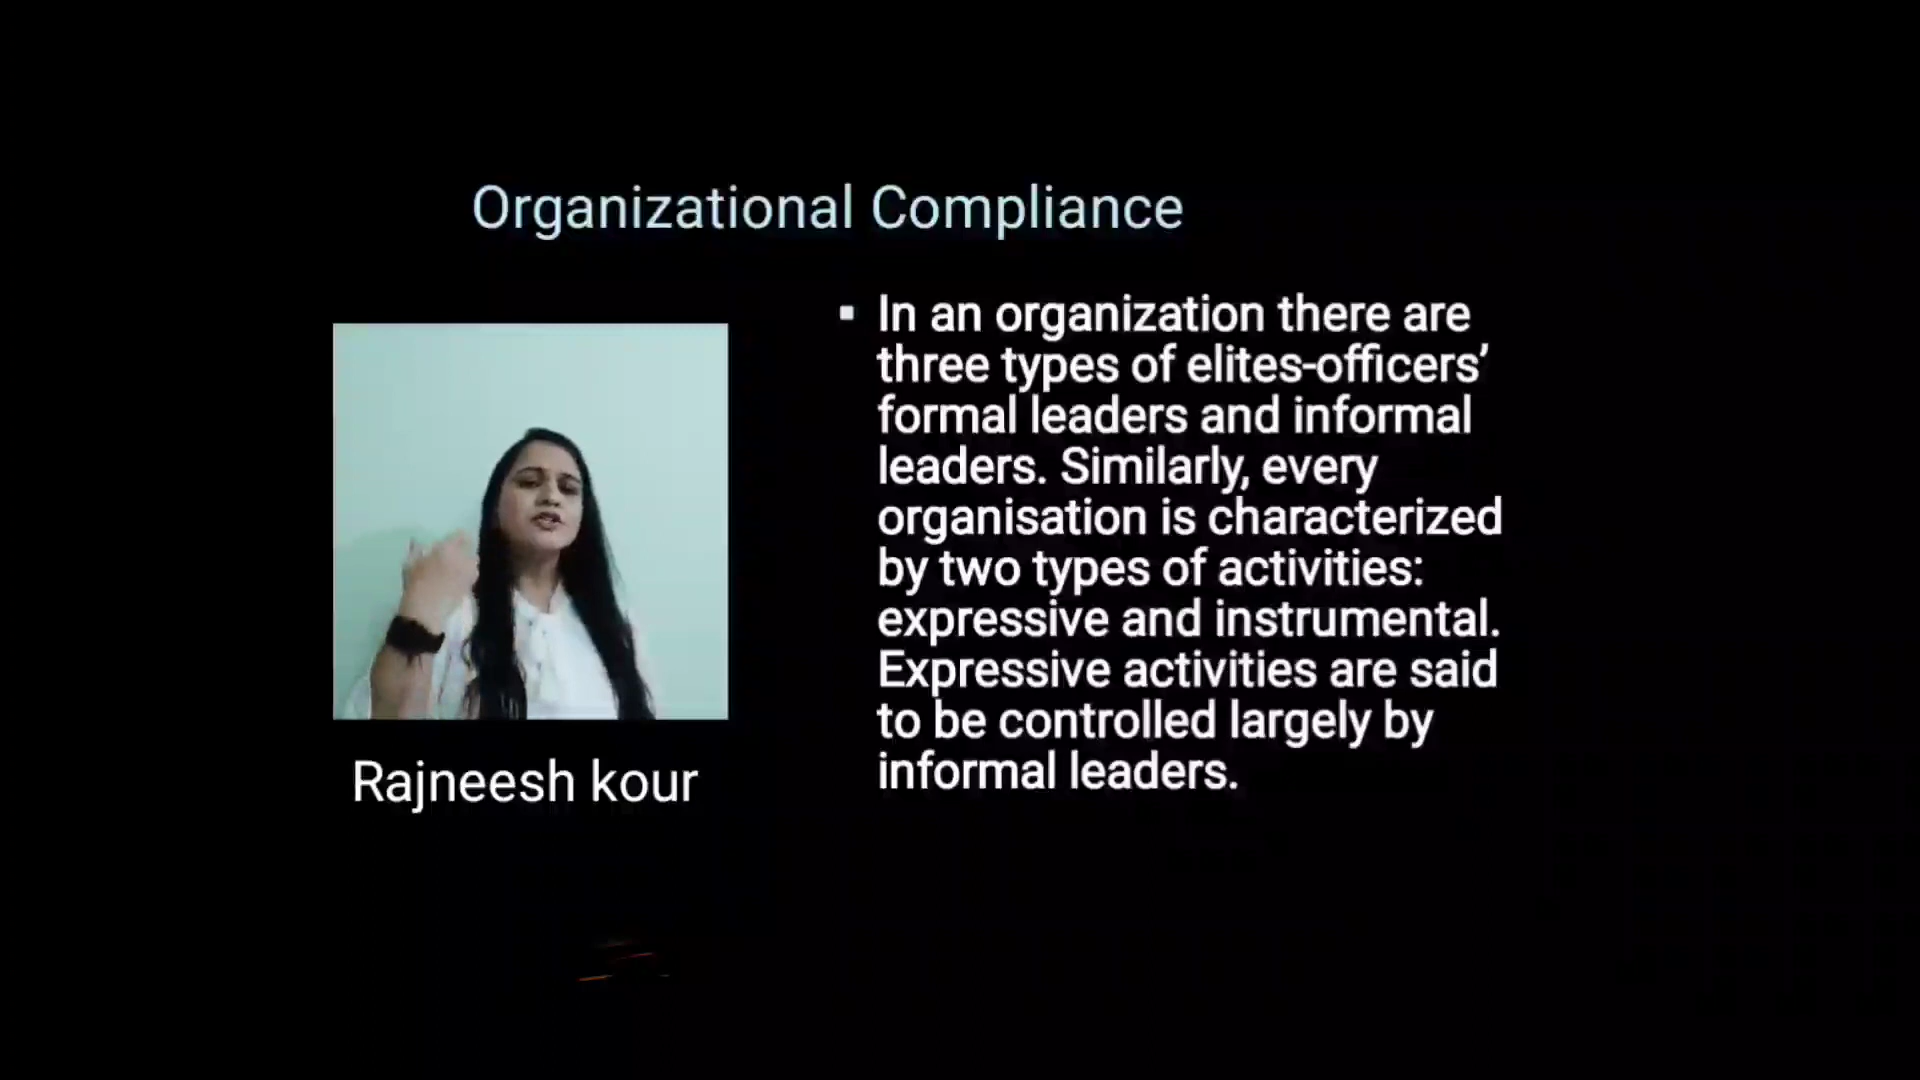 Organizational Compliance
▪ In an organization there are
three types of elites-officers’
formal leaders and informal
leaders. Similarly, every
organisation is characterized
by two types of activities:
expressive and instrumental.
Expressive activities are said
to be controlled largely by
informal leaders.
Rajneesh kour